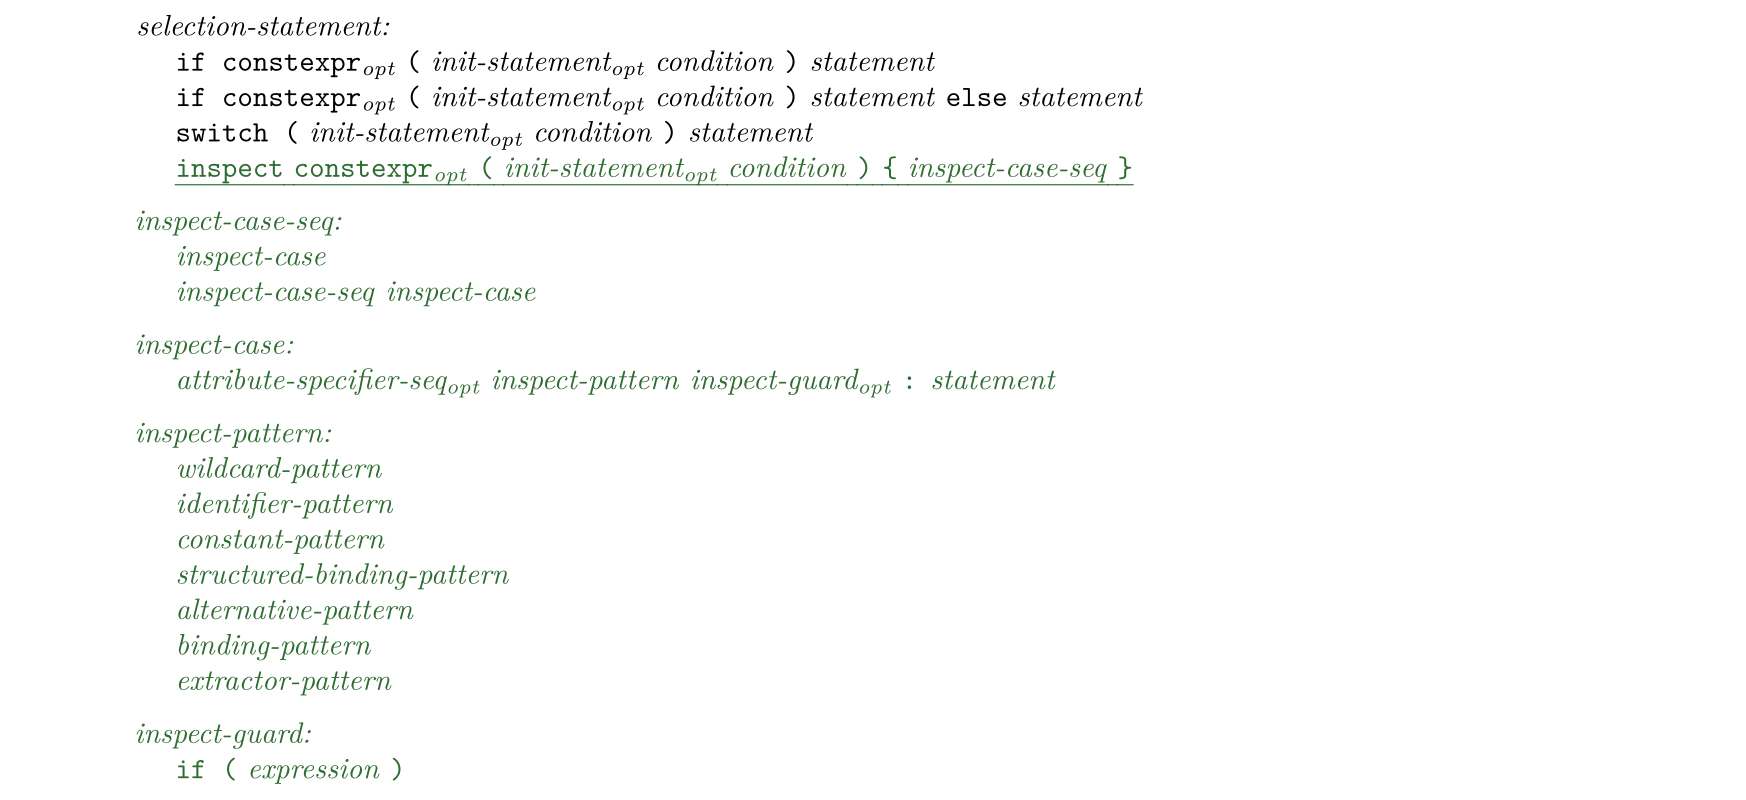 selection-statement:
if constexpr opt ( init-statement opt condition ) statement
if constexpr opt ( init-statement opt condition ) statement else statement
switch ( init-statement opt condition ) statement
inspect constexpr opt ( init-statement opt condition ) { inspect-case-seq }
inspect-case-seq:
inspect-case
inspect-case-seq inspect-case
inspect-case:
attribute-specifier-seq opt inspect-pattern inspect-guard opt : statement
inspect-pattern:
wildcard-pattern
identifier-pattern
constant-pattern
structured-binding-pattern
alternative-pattern
binding-pattern
extractor-pattern
inspect-guard:
if ( expression )